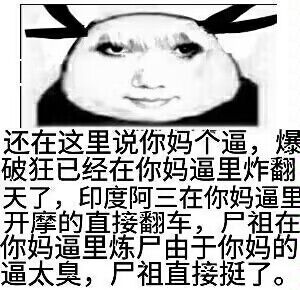 还在这里说你妈个逼，爆
破狂已经在你妈逼里炸翻
天了，印度阿三在你妈逼里
开摩的直接翻车，尸祖在
你妈逼里炼尸由于你妈的
逼太臭，尸祖直接挺了。